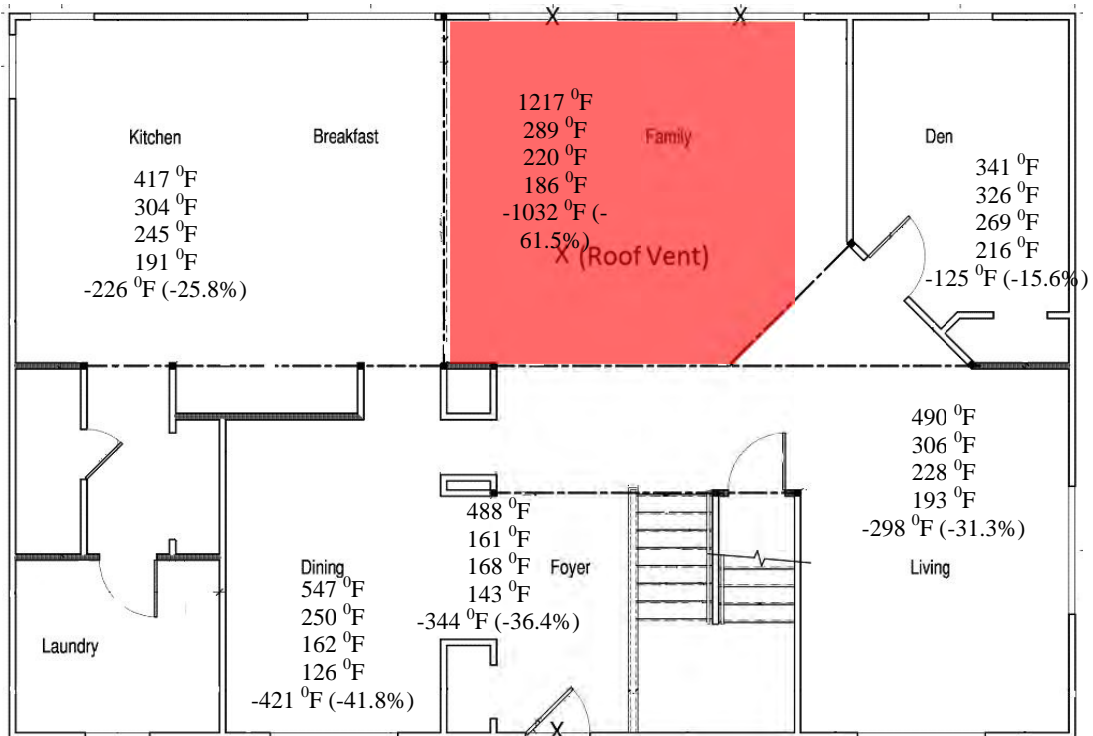 X
X
Kitchen
417 ⁰F
304 ⁰F
245 ⁰F
191 ⁰F
-226 ⁰F (-25.8%)
Breakfast
1217 ⁰F
289 ⁰F
220 ⁰F
186 ⁰F
-1032 ⁰F (-
61.5%)
Family
X (Roof Vent)
Den
341 ⁰F
326 ⁰F
269 ⁰F
216 ⁰F
-125 ⁰F (-15.6%)
490 ⁰F
306 ⁰F
228 ⁰F
193 ⁰F
-298 ⁰F (-31.3%)
Living
488 ⁰F
161 ⁰F
168 ⁰F
143 ⁰F
-344 ⁰F (-36.4%)
Foyer
X
Dining
547 ⁰F
250 ⁰F
162 ⁰F
126 ⁰F
-421 ⁰F (-41.8%)
Laundry